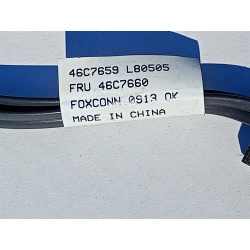 46C7659 L80505
FRU 46C7660
FOXCONN 0913 OK
MADE IN CHINA